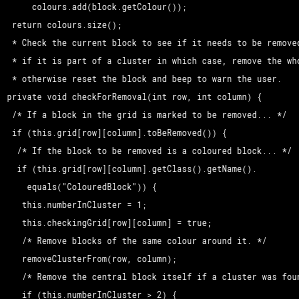 colours.add(block.getColour());
return colours.size();
* Check the current block to see if it needs to be removed
* if it is part of a cluster in which case, remove the
* otherwise reset the block and beep to warn the user.
private void checkForRemoval(int row, int column) {
/* If a block in the grid is marked to be removed... */
if (this.grid[row][column].toBeRemoved()) {
/* If the block to be removed is a coloured block... */
if (this.grid[row][column].getClass().getName().
equals("ColouredBlock")) {
this.numberInCluster = 1;
this.checkingGrid[row][column] = true;
/* Remove blocks of the same colour around it. */
removeClusterFrom(row, column);
/* Remove the central block itself if a cluster was
if (this.numberInCluster > 2) {